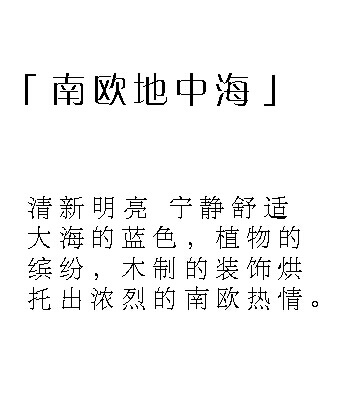 「南欧地中海」
清新明亮 宁静舒适
大海的蓝色，植物的
缤纷，木制的装饰烘
托出浓烈的南欧热情。